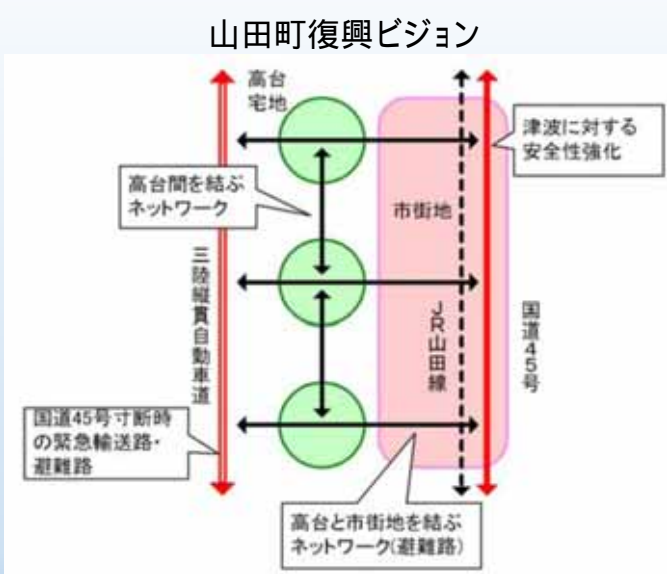 山田町復興ビジョン
高台
宅地
津波に対する
安全性強化
高台間を結ぶ
ネットワーク
市街地
三陸縦貫自動車道
JR山田線
国道45号
国道45号寸断時
の緊急輸送路・
避難路
高台と市街地を結ぶ
ネットワーク(避難路)